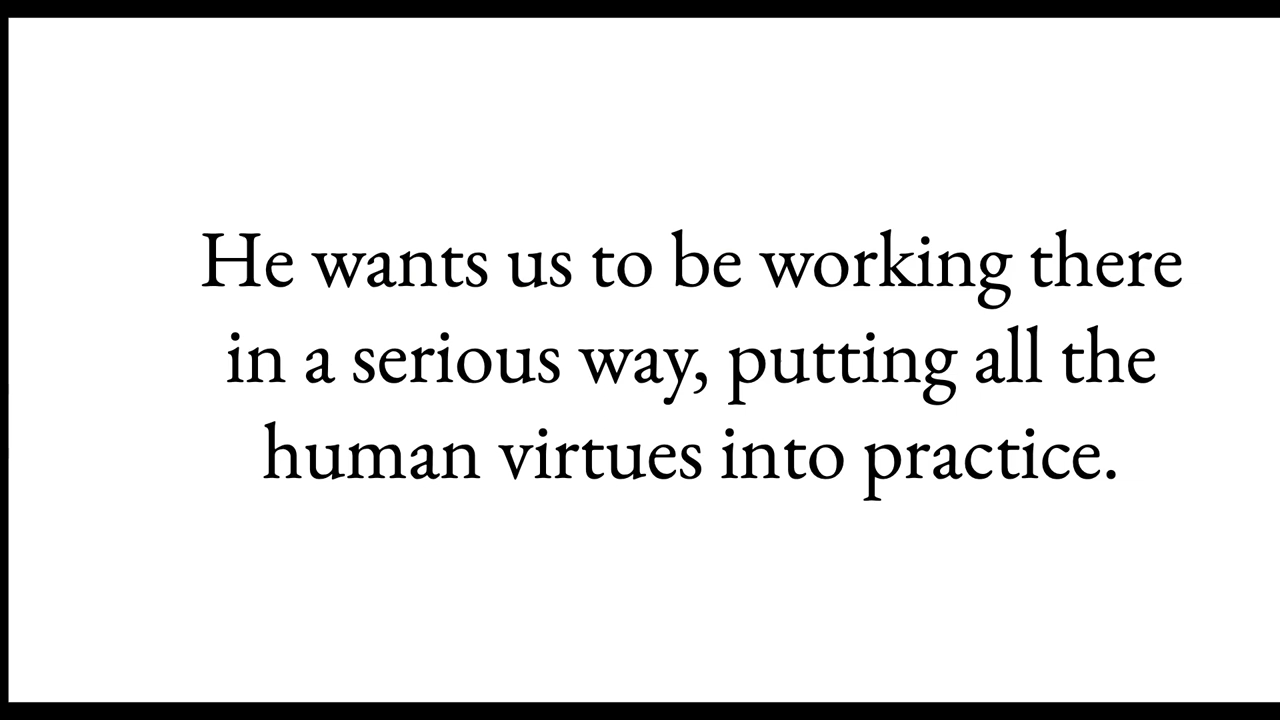 He wants us to be working there
in a serious way, putting all the
human virtues into practice.